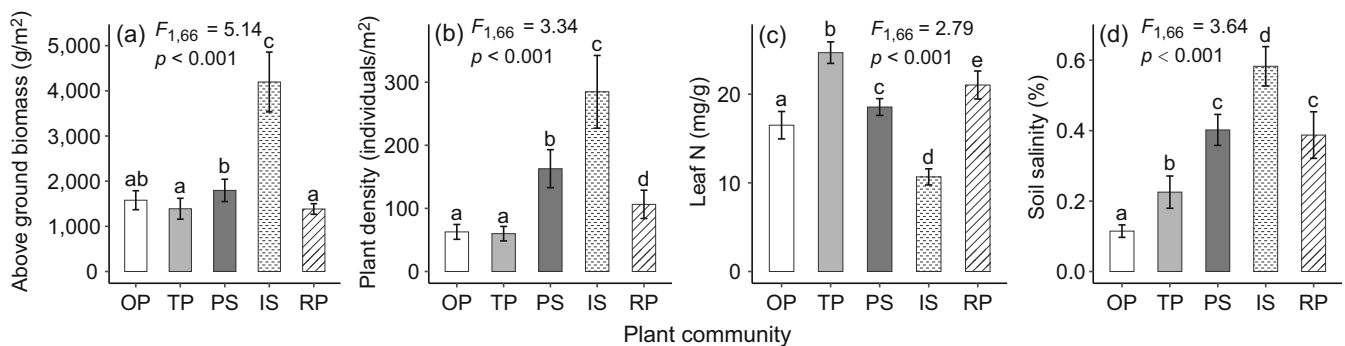 Above ground biomass (g/m²)
(a)
F₁,₆₆ = 5.14
p < 0.001
5,000
4,000
3,000
2,000
1,000
0
ab
a
b
c
a
OP TP PS IS RP
Plant density (individuals/m²)
(b)
F₁,₆₆ = 3.34
p < 0.001
300
200
100
0
a
a
b
c
d
OP TP PS IS RP
Leaf N (mg/g)
(c)
F₁,₆₆ = 2.79
p < 0.001
20
10
0
a
b
c
d
e
OP TP PS IS RP
Soil salinity (%)
(d)
F₁,₆₆ = 3.64
p < 0.001
0.6
0.4
0.2
0.0
a
b
c
d
c
OP TP PS IS RP
Plant community